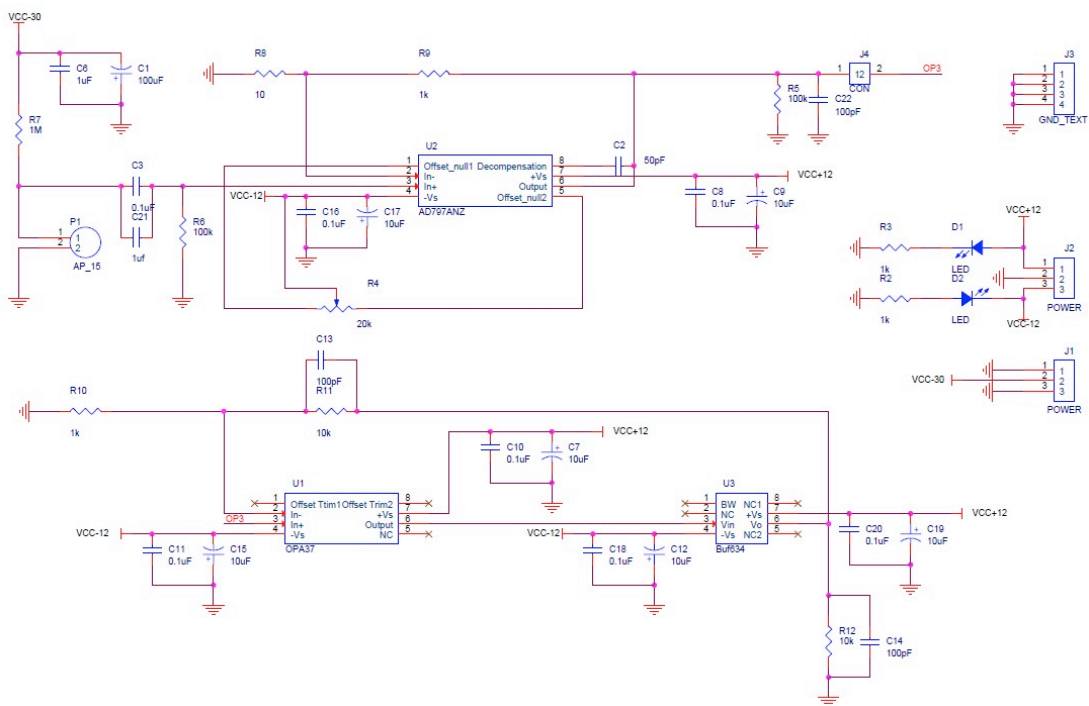 VCC-30
C6
1uF
C1
100uF
R7
1M
R8
10
R9
1k
J4
1
12
2
CON
OP3
R5
100k
C22
100pF
J3
1
2
3
4
GND_TEXT
U2
1 Offset_null1 Decompensation 8
2 In- +Vs 7
3 In+ Output 6
4 -Vs Offset_null2 5
AD797ANZ
C2
50pF
VCC+12
C8
0.1uF
C9
10uF
C3
0.1uF
C21
1uf
R6
100k
P1
1
2
1
2
AP_15
VCC-12
C16
0.1uF
C17
10uF
R4
20k
VCC+12
R3
1k
D1
LED
J2
1
2
3
1
2
3
POWER
R2
1k
D2
LED
VCC-12
J1
1
2
3
1
2
3
POWER
VCC-30
C13
100pF
R11
10k
R10
1k
C10
0.1uF
C7
10uF
VCC+12
U1
1 Offset Ttim1 Offset Trim2 8
2 In- +Vs 7
3 In+ Output 6
4 -Vs NC 5
OPA37
OP3
VCC-12
C11
0.1uF
C15
10uF
U3
1 BW NC1 8
2 NC +Vs 7
3 Vin Vo 6
4 -Vs NC2 5
Buf634
VCC-12
C18
0.1uF
C12
10uF
VCC+12
C20
0.1uF
C19
10uF
R12
10k
C14
100pF